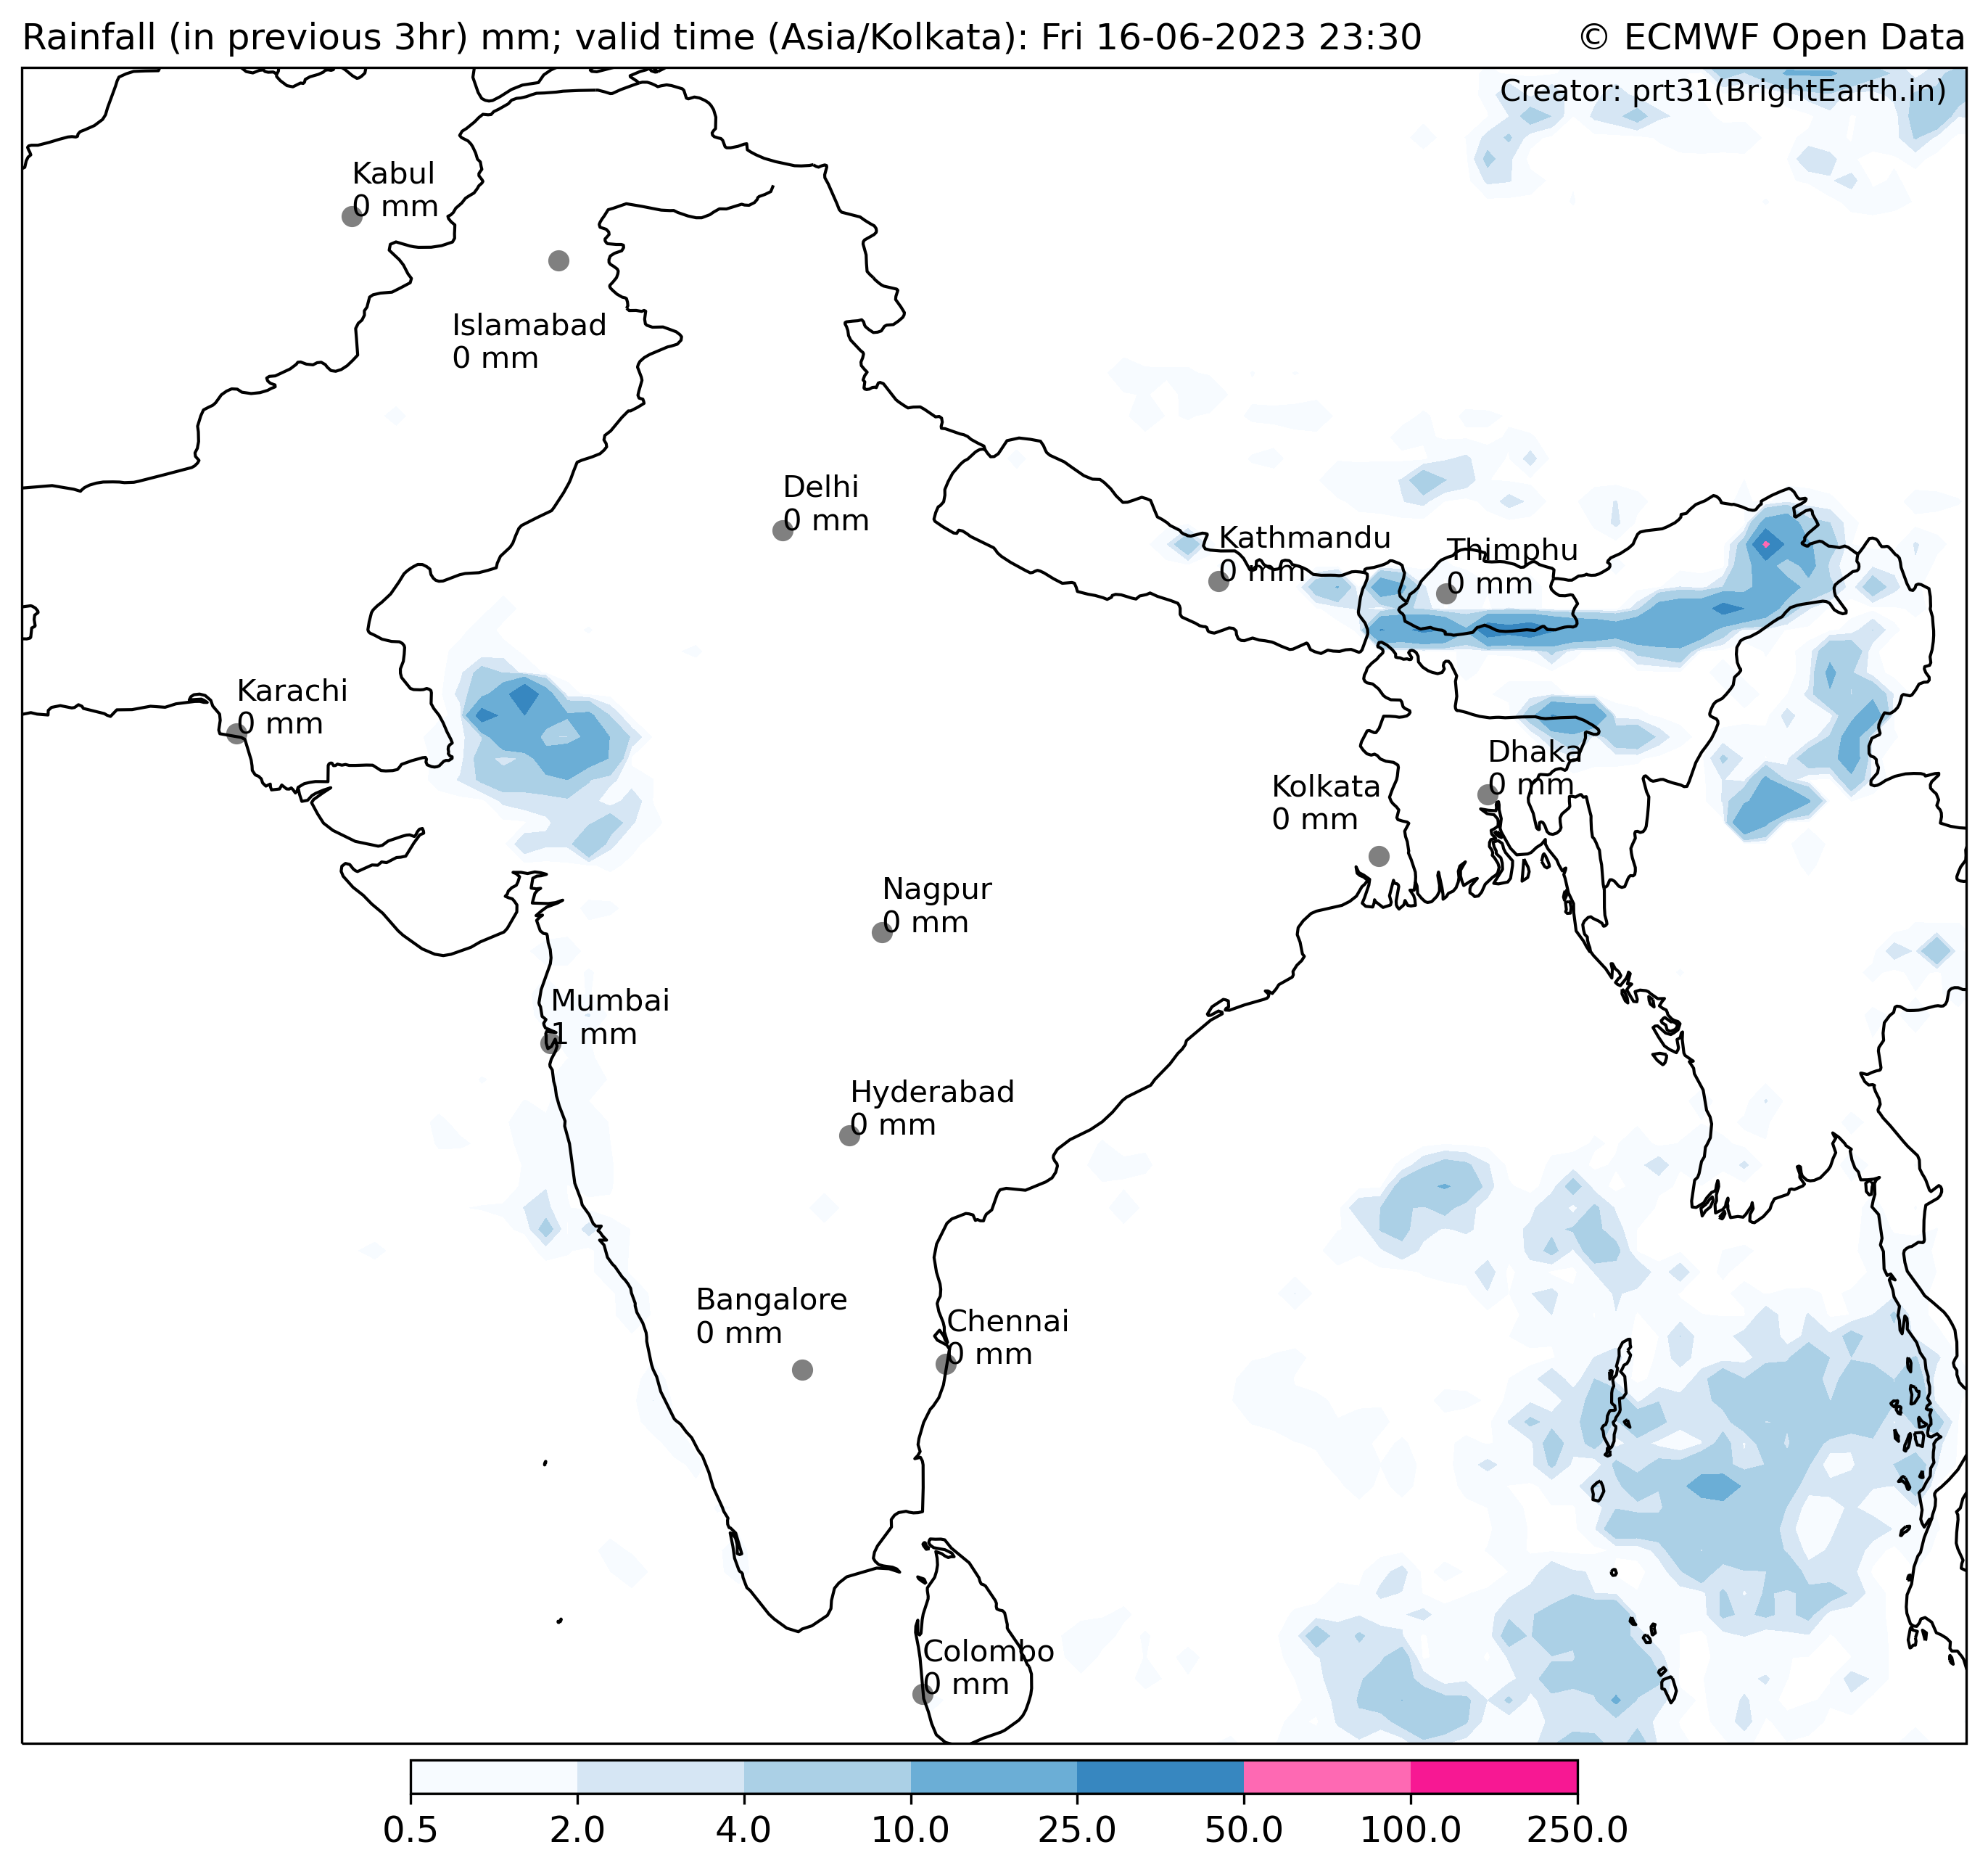 Rainfall (in previous 3hr) mm; valid time (Asia/Kolkata): Fri 16-06-2023 23:30
© ECMWF Open Data
Creator: prt31(BrightEarth.in)
Kabul
0 mm
Islamabad
0 mm
Delhi
0 mm
Kathmandu
0 mm
Thimphu
0 mm
Karachi
0 mm
Dhaka
0 mm
Kolkata
0 mm
Nagpur
0 mm
Mumbai
1 mm
Hyderabad
0 mm
Bangalore
0 mm
Chennai
0 mm
Colombo
0 mm
0.5 2.0 4.0 10.0 25.0 50.0 100.0 250.0